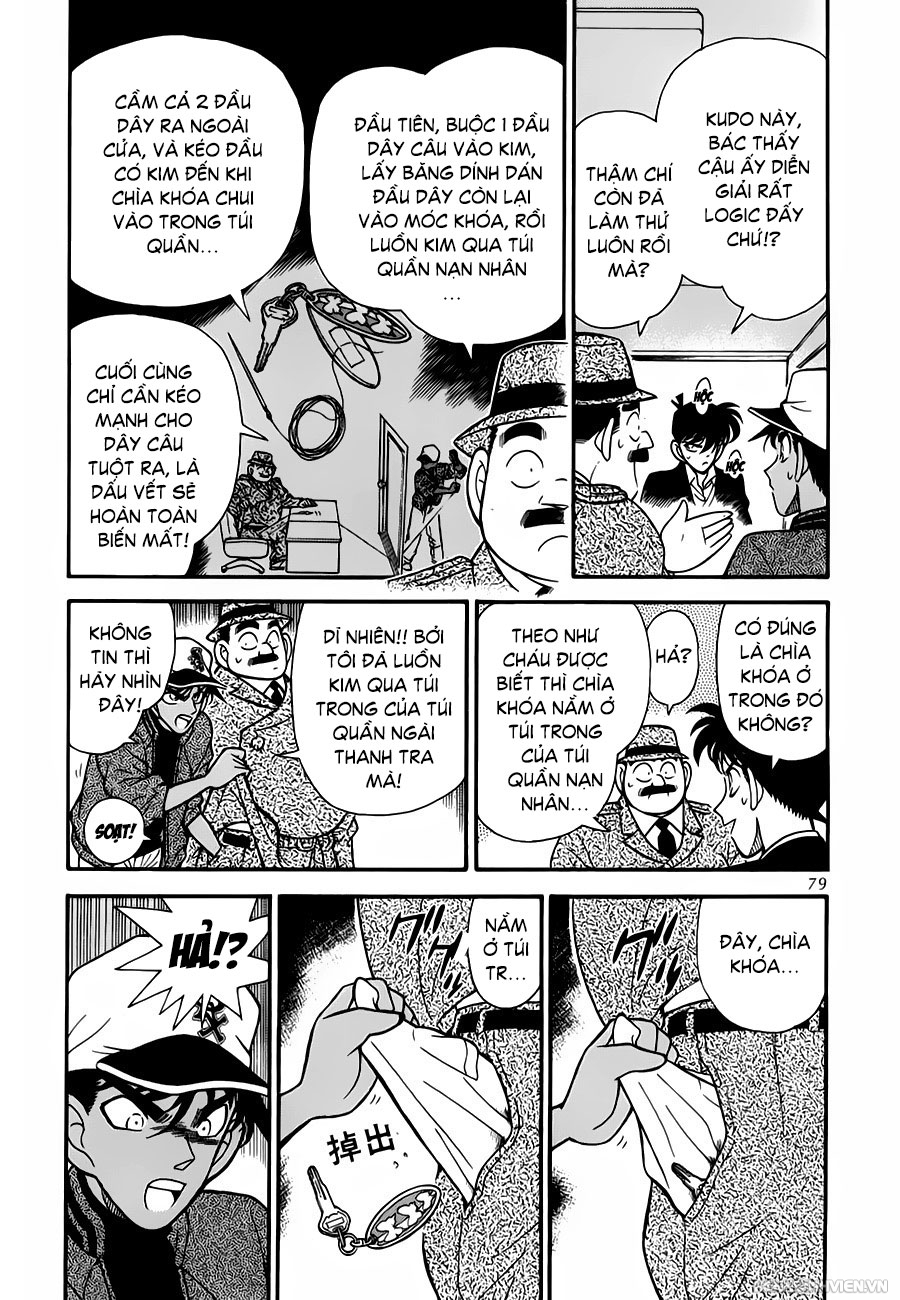 KUDO NÀY,
BÁC THẤY
CẬU ẤY DIỄN
GIẢI RẤT
LOGIC ĐẤY
CHỨ!?
THẬM CHÍ
CÒN ĐÃ
LÀM THỬ
LUÔN RỒI
MÀ?
HỘC
HỘC
ĐẦU TIÊN, BUỘC 1 ĐẦU
DÂY CÂU VÀO KIM,
LẤY BĂNG DÍNH DÁN
ĐẦU DÂY CÒN LẠI
VÀO MÓC KHÓA, RỒI
LUỒN KIM QUA TÚI
QUẦN NẠN NHÂN
...
CẦM CẢ 2 ĐẦU
DÂY RA NGOÀI
CỬA, VÀ KÉO ĐẦU
CÓ KIM ĐẾN KHI
CHÌA KHÓA CHUI
VÀO TRONG TÚI
QUẦN...
CUỐI CÙNG
CHỈ CẦN KÉO
MẠNH CHO
DÂY CÂU
TUỘT RA, LÀ
DẤU VẾT SẼ
HOÀN TOÀN
BIẾN MẤT!
CÓ ĐÚNG
LÀ CHÌA
KHÓA Ở
TRONG ĐÓ
KHÔNG?
HẢ?
THEO NHƯ
CHÁU ĐƯỢC
BIẾT THÌ CHÌA
KHÓA NẰM Ở
TÚI TRONG
CỦA TÚI
QUẦN NẠN
NHÂN...
DĨ NHIÊN!! BỞI
TÔI ĐÃ LUỒN
KIM QUA TÚI
TRONG CỦA TÚI
QUẦN NGÀI
THANH TRA
MÀ!
KHÔNG
TIN THÌ
HÃY NHÌN
ĐÂY!
SOẠT!
79
ĐÂY, CHÌA
KHÓA...
グッ
NẰM
Ở TÚI
TR...
グッ
掉出
HẢ!?